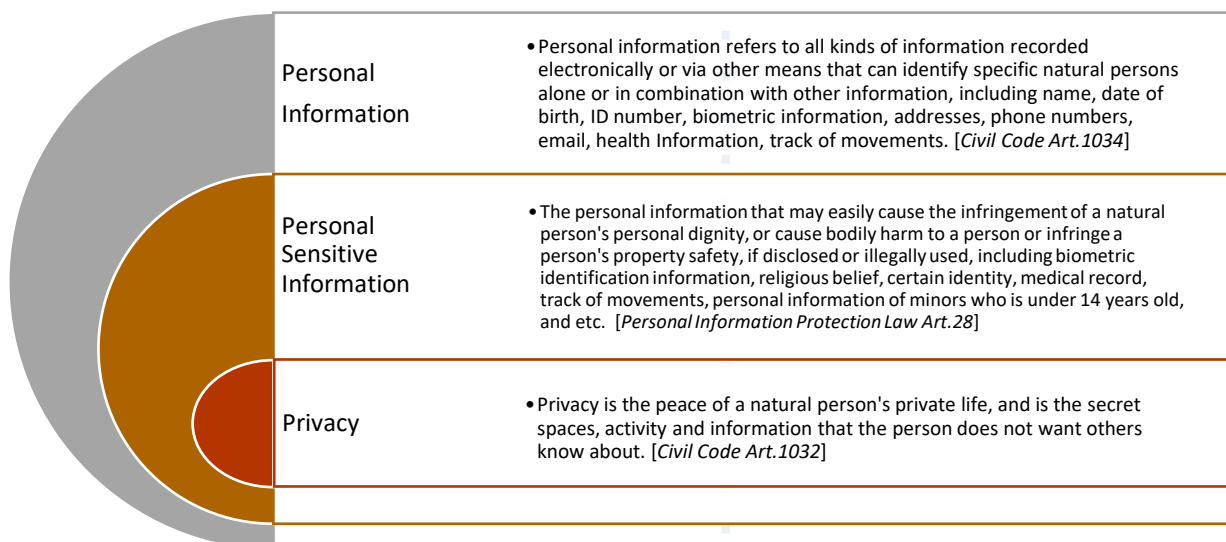 Personal
Information
•Personal information refers to all kinds of information recorded
electronically or via other means that can identify specific natural persons
alone or in combination with other information, including name, date of
birth, ID number, biometric information, addresses, phone numbers,
email, health Information, track of movements. [Civil Code Art.1034]
Personal
Sensitive
Information
•The personal information that may easily cause the infringement of a natural
person's personal dignity, or cause bodily harm to a person or infringe a
person's property safety, if disclosed or illegally used, including biometric
identification information, religious belief, certain identity, medical record,
track of movements, personal information of minors who is under 14 years old,
and etc. [Personal Information Protection Law Art.28]
Privacy
•Privacy is the peace of a natural person's private life, and is the secret
spaces, activity and information that the person does not want others
know about. [Civil Code Art.1032]